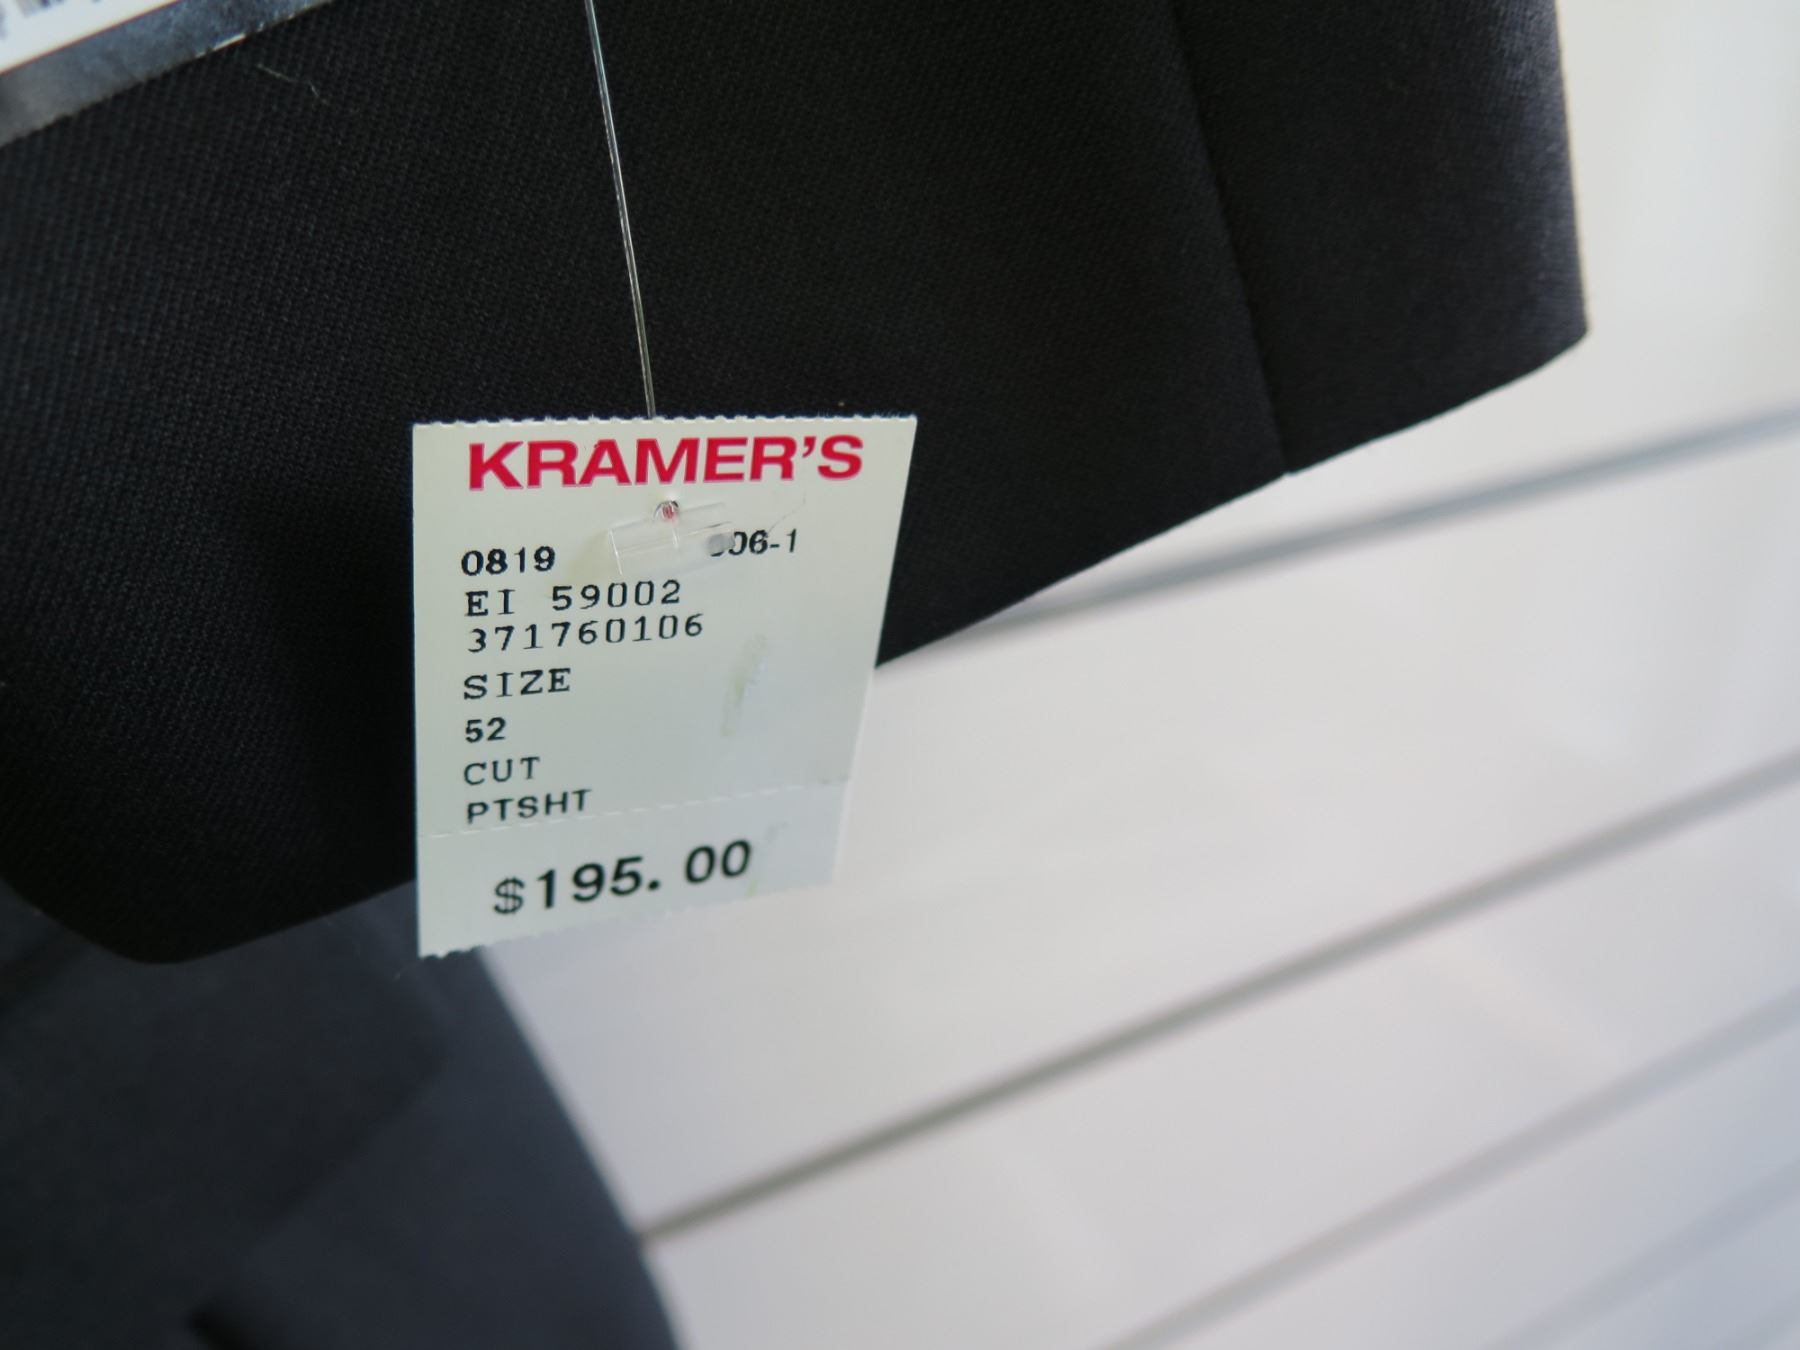 KRAMER'S
0819
EI 59002
371760106
SIZE
52
CUT
PTSHT
$195.00